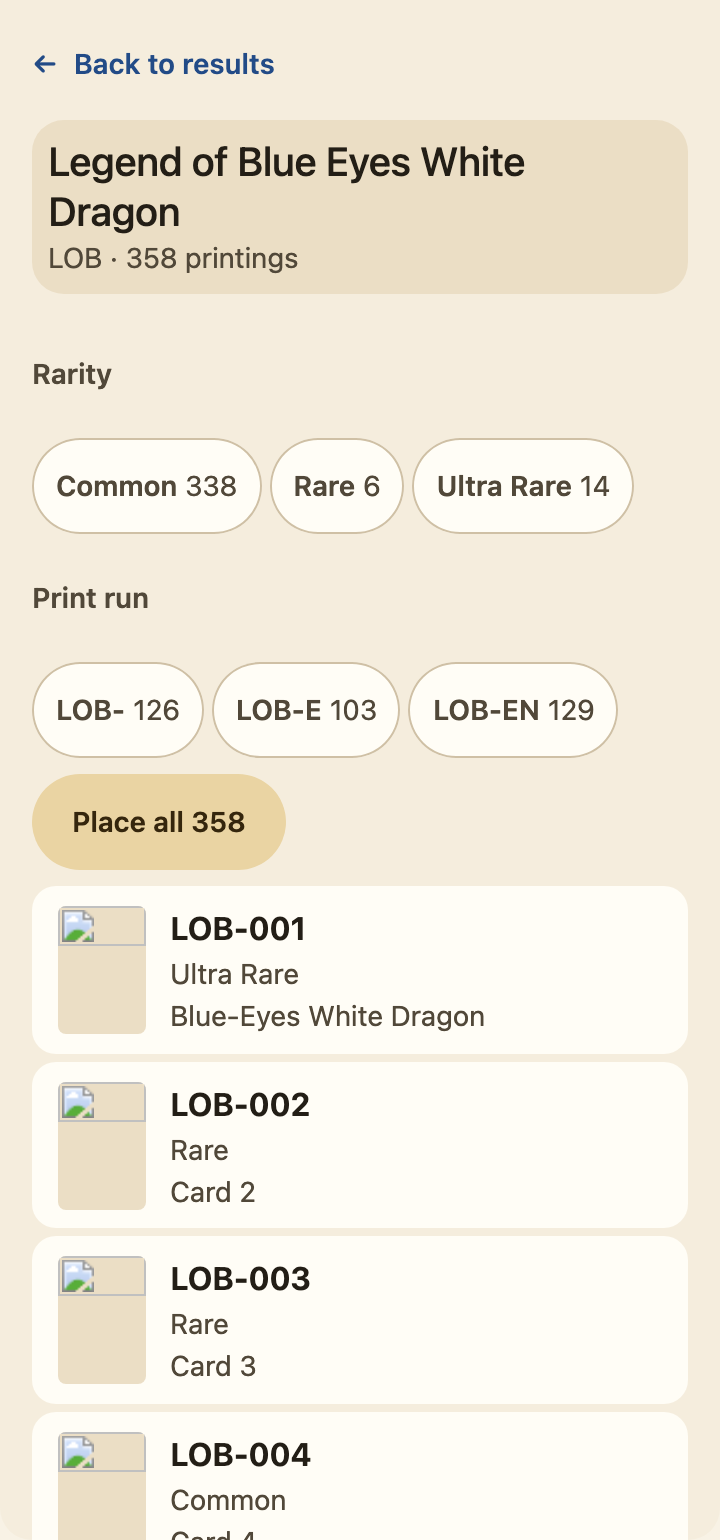 Back to results
Legend of Blue Eyes White
Dragon
LOB · 358 printings
Rarity
Common 338
Rare 6
Ultra Rare 14
Print run
LOB- 126
LOB-E 103
LOB-EN 129
Place all 358
LOB-001
Ultra Rare
Blue-Eyes White Dragon
LOB-002
Rare
Card 2
LOB-003
Rare
Card 3
LOB-004
Common
Card 4